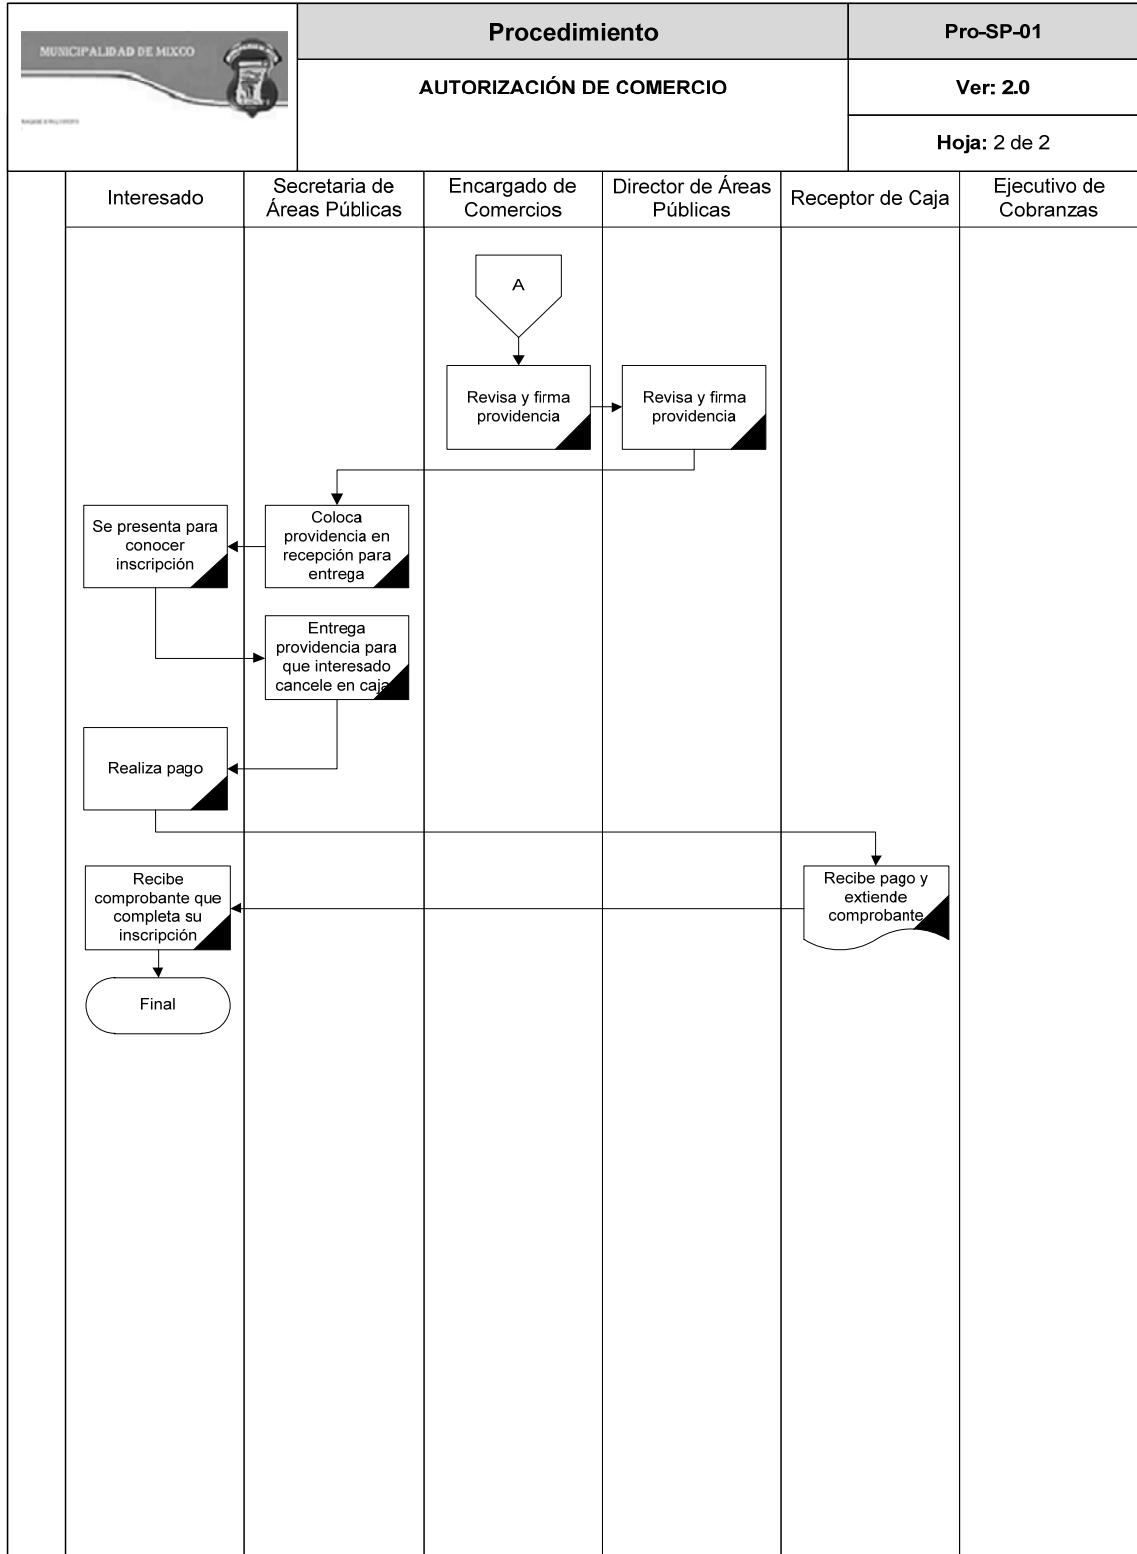 MUNICIPALIDAD DE MIXCO
Procedimiento
Pro-SP-01
AUTORIZACIÓN DE COMERCIO
Ver: 2.0
Hoja: 2 de 2
Interesado
Secretaria de
Áreas Públicas
Encargado de
Comercios
Director de Áreas
Públicas
Receptor de Caja
Ejecutivo de
Cobranzas
A
Revisa y firma
providencia
Revisa y firma
providencia
Se presenta para
conocer
inscripción
Coloca
providencia en
recepción para
entrega
Entrega
providencia para
que interesado
cancele en caja
Realiza pago
Recibe
comprobante que
completa su
inscripción
Recibe pago y
extiende
comprobante
Final